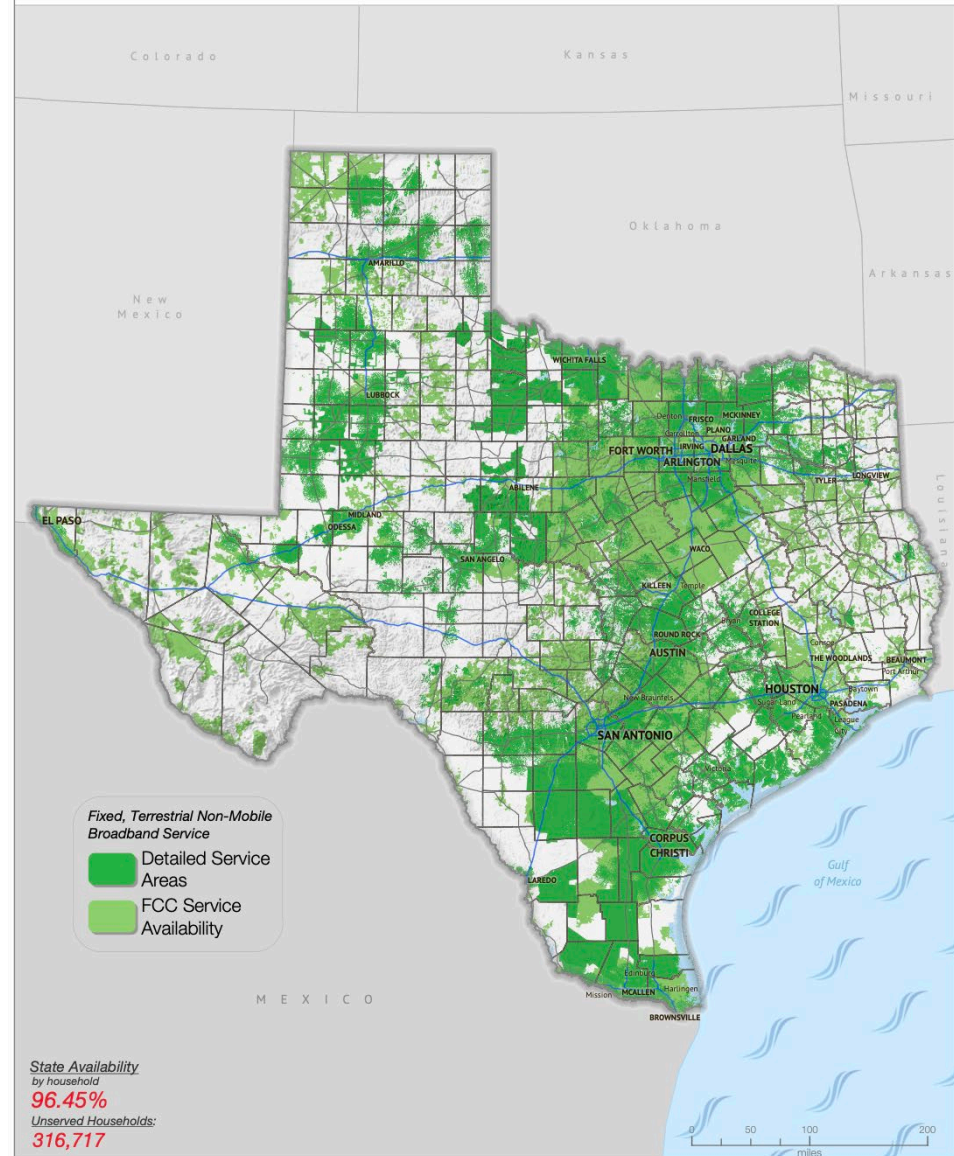 Colorado
Kansas
Missouri
Oklahoma
Arkansas
New
Mexico
AMARILLO
WICHITA FALLS
LUBBOCK
Denton
FRISCO
MCKINNEY
PLANO
Carrollton
GARLAND
IRVING
DALLAS
FORT WORTH
Mesquite
ARLINGTON
Mansfield
TYLER
LONGVIEW
Louisiana
ABILENE
MIDLAND
ODESSA
EL PASO
SAN ANGELO
WACO
KILLEEN
Temple
COLLEGE
STATION
Bryan
ROUND ROCK
AUSTIN
Conroe
THE WOODLANDS
BEAUMONT
Port Arthur
HOUSTON
Baytown
New Braunfels
Sugar Land
PASADENA
Pearland
League
City
SAN ANTONIO
Victoria
Fixed, Terrestrial Non-Mobile
Broadband Service
Detailed Service
Areas
FCC Service
Availability
CORPUS
CHRISTI
Gulf
of Mexico
LAREDO
Edinburg
Mission
MCALLEN
Harlingen
BROWNSVILLE
MEXICO
State Availability
by household
96.45%
Unserved Households:
316,717
0 50 100 200
miles